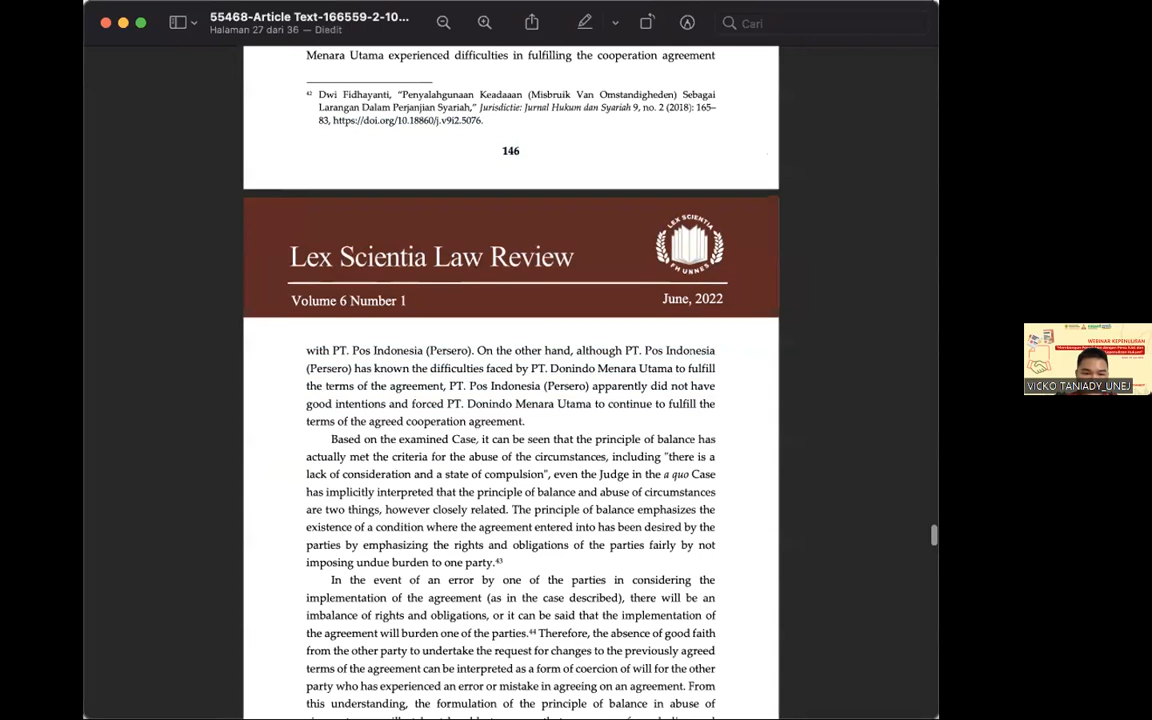 55468-Article Text-166559-2-10...
Halaman 27 dari 36 — Diedit
Cari
Menara Utama experienced difficulties in fulfilling the cooperation agreement
42 Dwi Fidhayanti, “Penyalahgunaan Keadaaan (Misbruik Van Omstandigheden) Sebagai
Larangan Dalam Perjanjian Syariah,” Jurisdictie: Jurnal Hukum dan Syariah 9, no. 2 (2018): 165–
83, https://doi.org/10.18860/j.v9i2.5076.
146
LEX SCIENTIA
FH UNNES
Lex Scientia Law Review
Volume 6 Number 1
June, 2022
with PT. Pos Indonesia (Persero). On the other hand, although PT. Pos Indonesia
(Persero) has known the difficulties faced by PT. Donindo Menara Utama to fulfill
the terms of the agreement, PT. Pos Indonesia (Persero) apparently did not have
good intentions and forced PT. Donindo Menara Utama to continue to fulfill the
terms of the agreed cooperation agreement.
Based on the examined Case, it can be seen that the principle of balance has
actually met the criteria for the abuse of the circumstances, including "there is a
lack of consideration and a state of compulsion", even the Judge in the a quo Case
has implicitly interpreted that the principle of balance and abuse of circumstances
are two things, however closely related. The principle of balance emphasizes the
existence of a condition where the agreement entered into has been desired by the
parties by emphasizing the rights and obligations of the parties fairly by not
imposing undue burden to one party.43
In the event of an error by one of the parties in considering the
implementation of the agreement (as in the case described), there will be an
imbalance of rights and obligations, or it can be said that the implementation of
the agreement will burden one of the parties.44 Therefore, the absence of good faith
from the other party to undertake the request for changes to the previously agreed
terms of the agreement can be interpreted as a form of coercion of will for the other
party who has experienced an error or mistake in agreeing on an agreement. From
this understanding, the formulation of the principle of balance in abuse of
WEBINAR KEPENULISAN
VICKO TANIADY_UNEJ